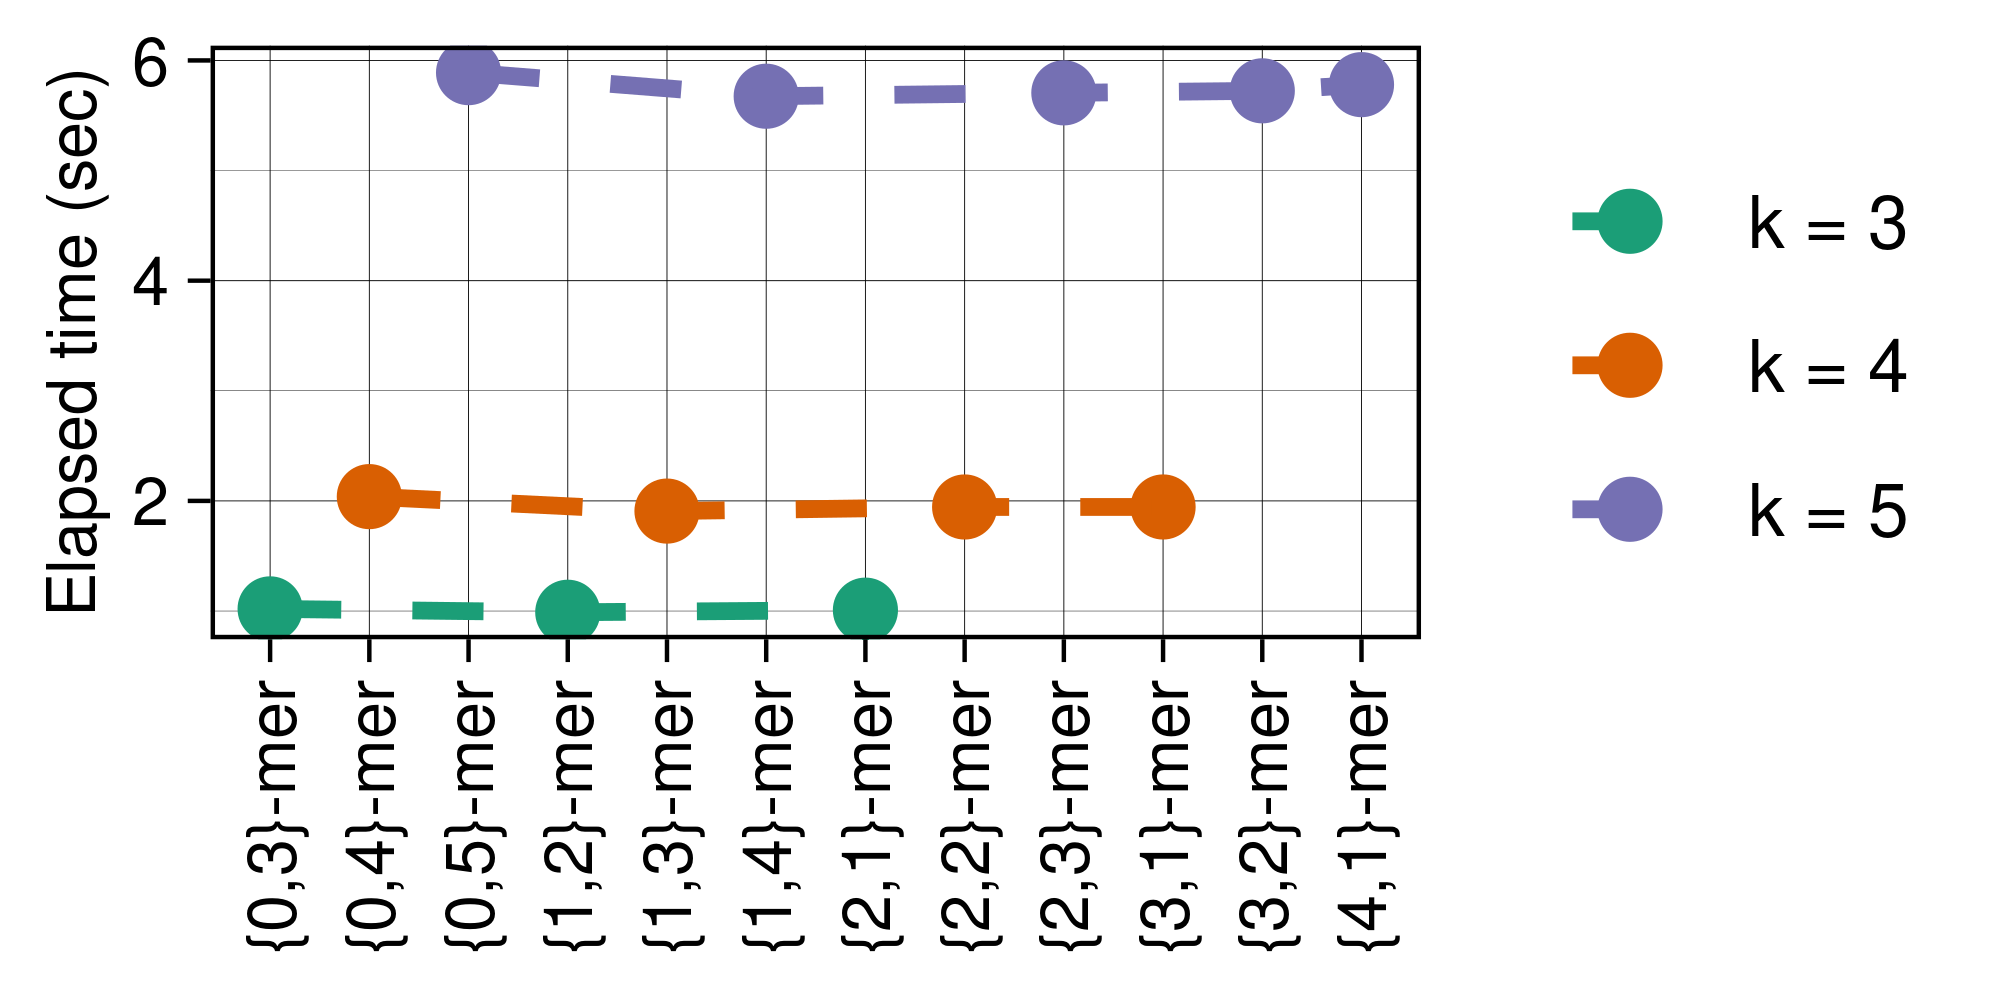 Elapsed time (sec)
6
4
2
{0,3}-mer
{0,4}-mer
{0,5}-mer
{1,2}-mer
{1,3}-mer
{1,4}-mer
{2,1}-mer
{2,2}-mer
{2,3}-mer
{3,1}-mer
{3,2}-mer
{4,1}-mer
k = 3
k = 4
k = 5